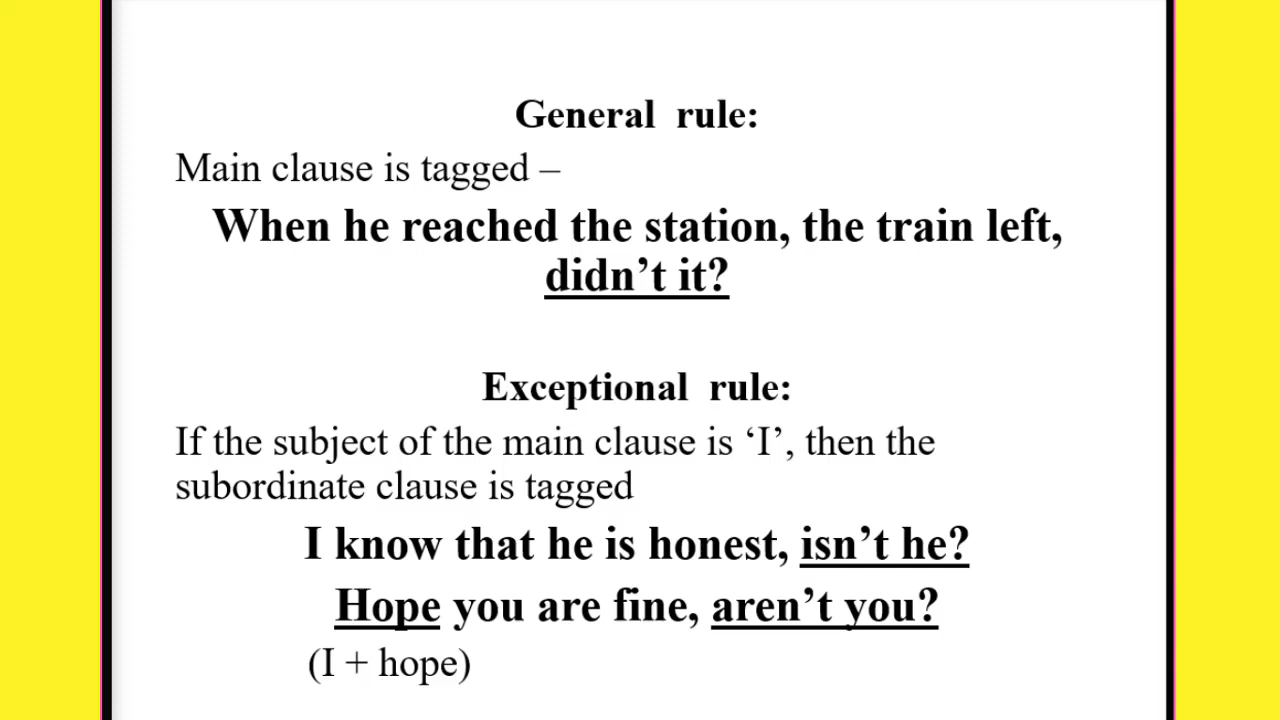 General rule:
Main clause is tagged –
When he reached the station, the train left,
didn’t it?
Exceptional rule:
If the subject of the main clause is ‘I’, then the
subordinate clause is tagged
I know that he is honest, isn’t he?
Hope you are fine, aren’t you?
(I + hope)